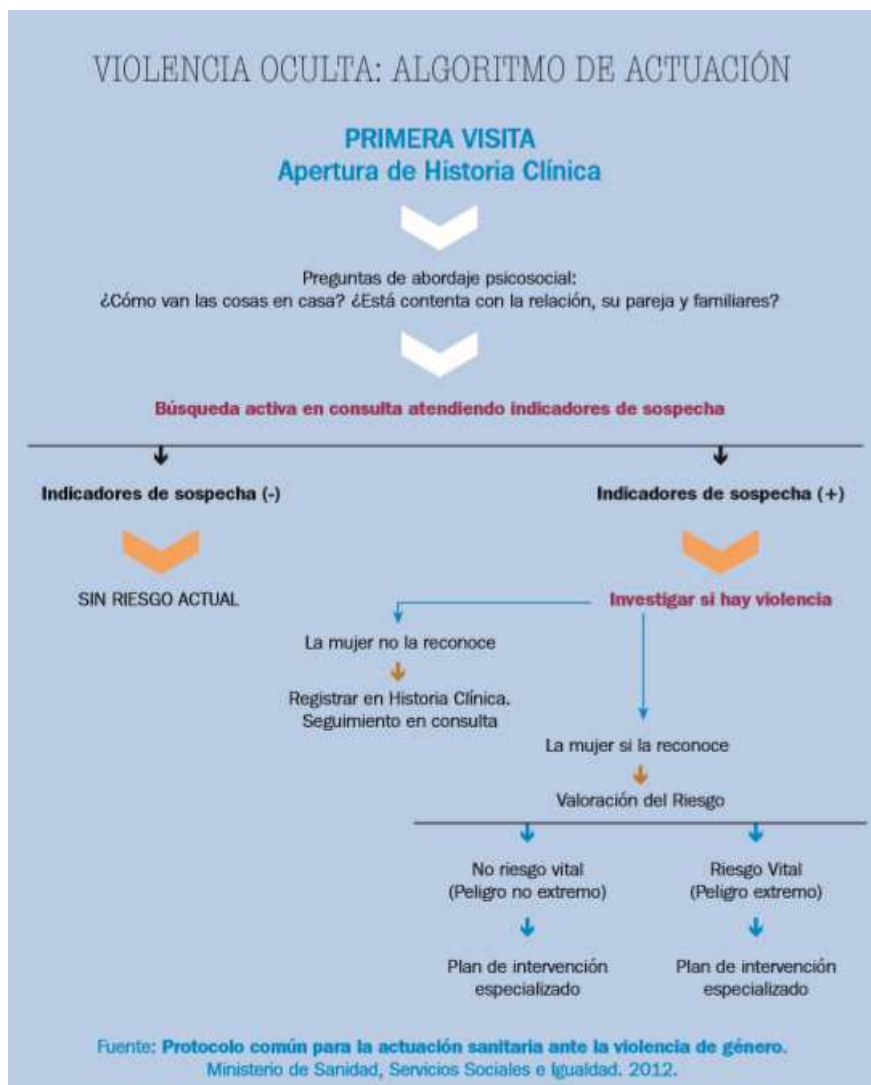 VIOLENCIA OCULTA: ALGORITMO DE ACTUACIÓN
PRIMERA VISITA
Apertura de Historia Clínica
Preguntas de abordaje psicosocial:
¿Cómo van las cosas en casa? ¿Está contenta con la relación, su pareja y familiares?
Búsqueda activa en consulta atendiendo indicadores de sospecha
Indicadores de sospecha (-)
Indicadores de sospecha (+)
SIN RIESGO ACTUAL
Investigar si hay violencia
La mujer no la reconoce
Registrar en Historia Clínica.
Seguimiento en consulta
La mujer si la reconoce
Valoración del Riesgo
No riesgo vital
(Peligro no extremo)
Riesgo Vital
(Peligro extremo)
Plan de intervención
especializado
Plan de intervención
especializado
Fuente: Protocolo común para la actuación sanitaria ante la violencia de género.
Ministerio de Sanidad, Servicios Sociales e Igualdad. 2012.